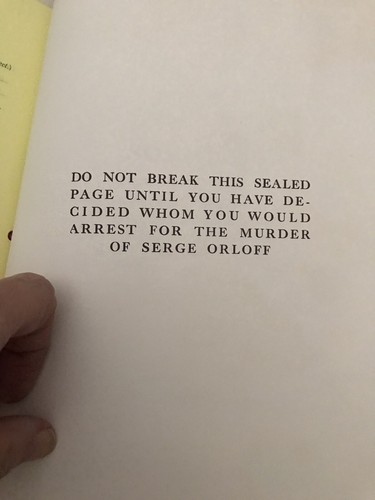 DO NOT BREAK THIS SEALED
PAGE UNTIL YOU HAVE DE-
CIDED WHOM YOU WOULD
ARREST FOR THE MURDER
OF SERGE ORLOFF